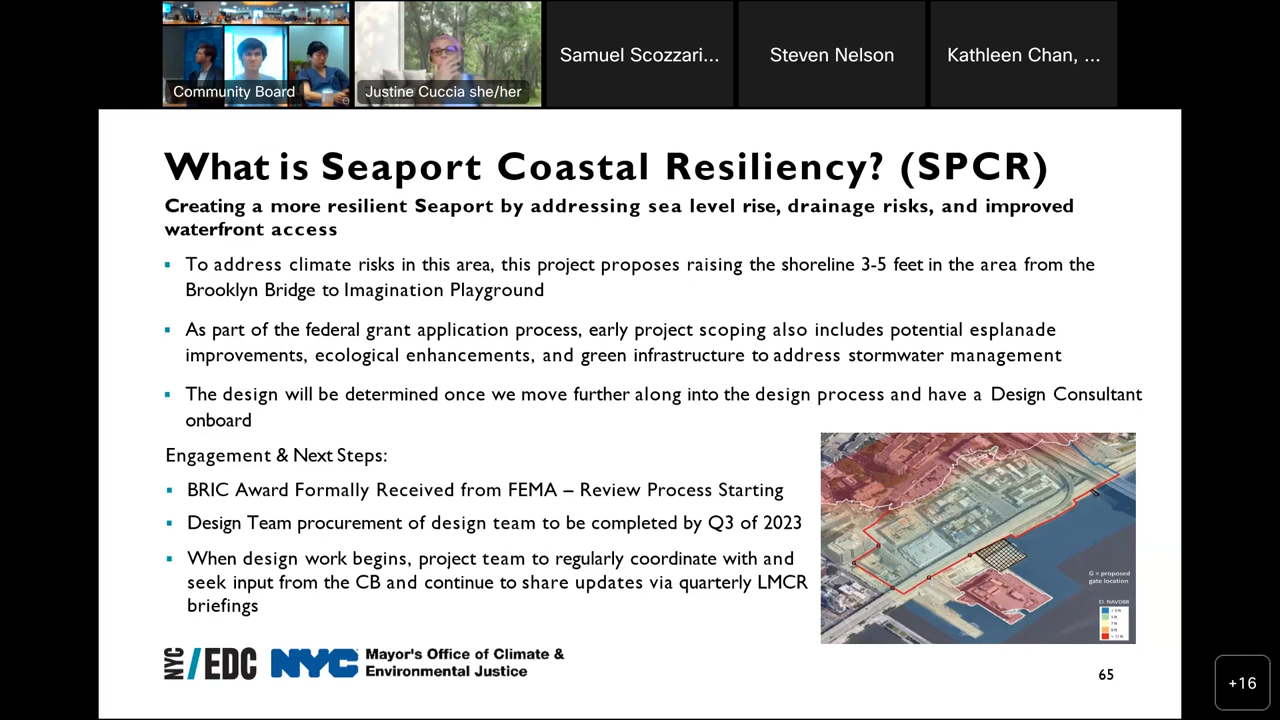 Community Board
Justine Cuccia she/her
Samuel Scozzari...
Steven Nelson
Kathleen Chan, ...
What is Seaport Coastal Resiliency? (SPCR)
Creating a more resilient Seaport by addressing sea level rise, drainage risks, and improved
waterfront access
▪ To address climate risks in this area, this project proposes raising the shoreline 3-5 feet in the area from the
Brooklyn Bridge to Imagination Playground
▪ As part of the federal grant application process, early project scoping also includes potential esplanade
improvements, ecological enhancements, and green infrastructure to address stormwater management
▪ The design will be determined once we move further along into the design process and have a Design Consultant
onboard
Engagement & Next Steps:
▪ BRIC Award Formally Received from FEMA – Review Process Starting
▪ Design Team procurement of design team to be completed by Q3 of 2023
▪ When design work begins, project team to regularly coordinate with and
seek input from the CB and continue to share updates via quarterly LMCR
briefings
G = proposed
gate location
El. NAVD88
NYC/EDC
NYC
Mayor's Office of Climate &
Environmental Justice
65
+16